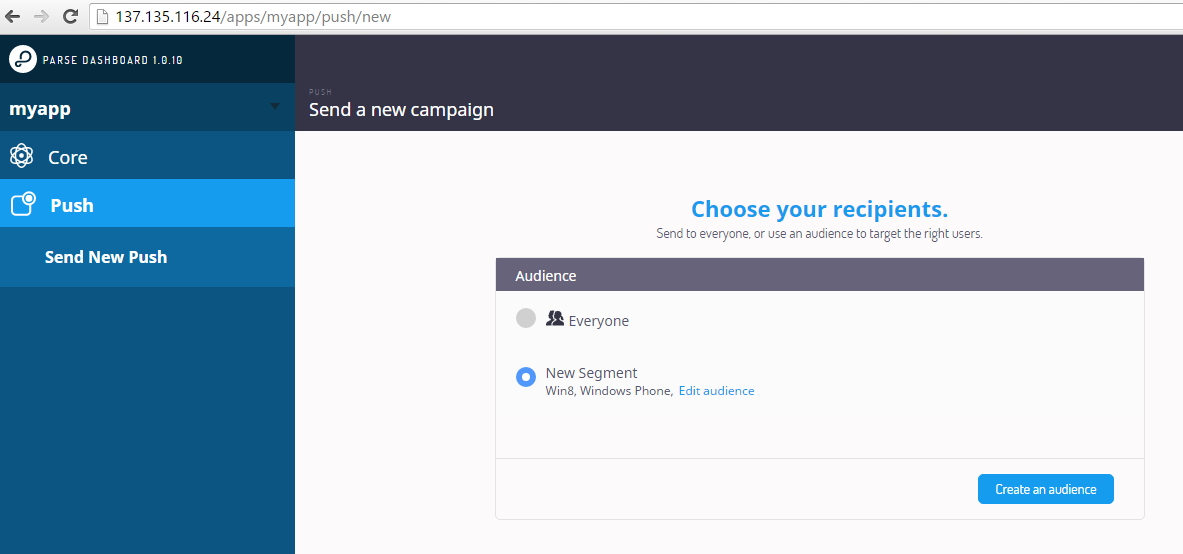 137.135.116.24/apps/myapp/push/new
PARSE DASHBOARD 1.0.10
myapp
Core
Push
Send New Push
PUSH
Send a new campaign
Choose your recipients.
Send to everyone, or use an audience to target the right users.
Audience
Everyone
New Segment
Win8, Windows Phone, Edit audience
Create an audience